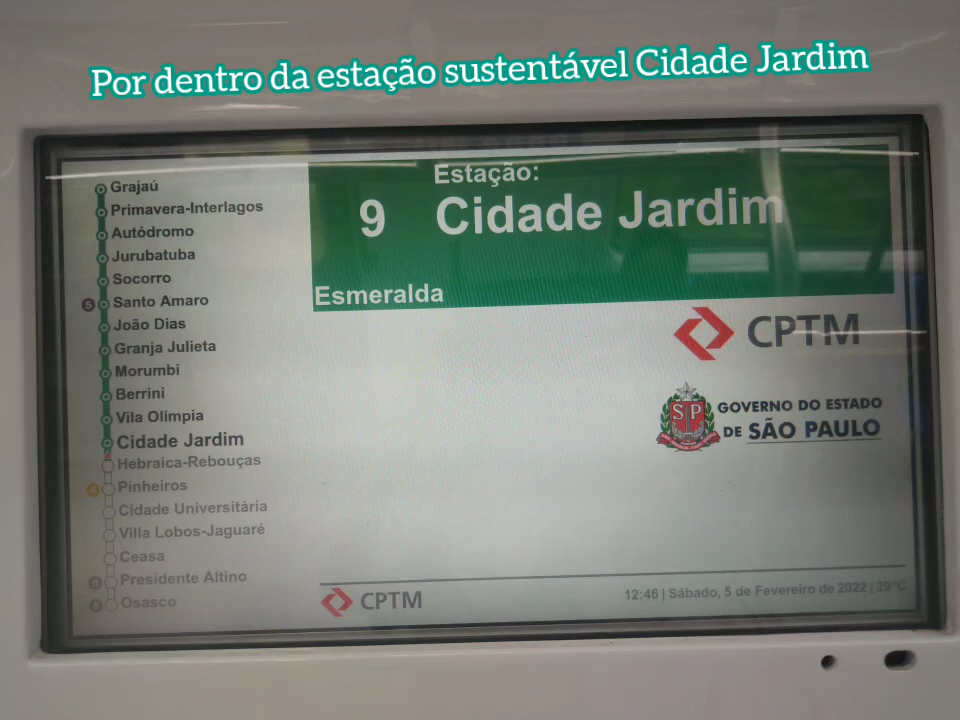 Por dentro da estação sustentável Cidade Jardim
Grajaú
Primavera-Interlagos
Autódromo
Jurubatuba
Socorro
5 Santo Amaro
João Dias
Granja Julieta
Morumbi
Berrini
Vila Olimpia
Cidade Jardim
Hebraica-Rebouças
4 Pinheiros
Cidade Universitária
Villa Lobos-Jaguaré
Ceasa
8 Presidente Altino
8 Osasco
Estação:
9 Cidade Jardim
Esmeralda
CPTM
SP
GOVERNO DO ESTADO
DE SÃO PAULO
CPTM
12:46 | Sábado, 5 de Fevereiro de 2022 | 29°C